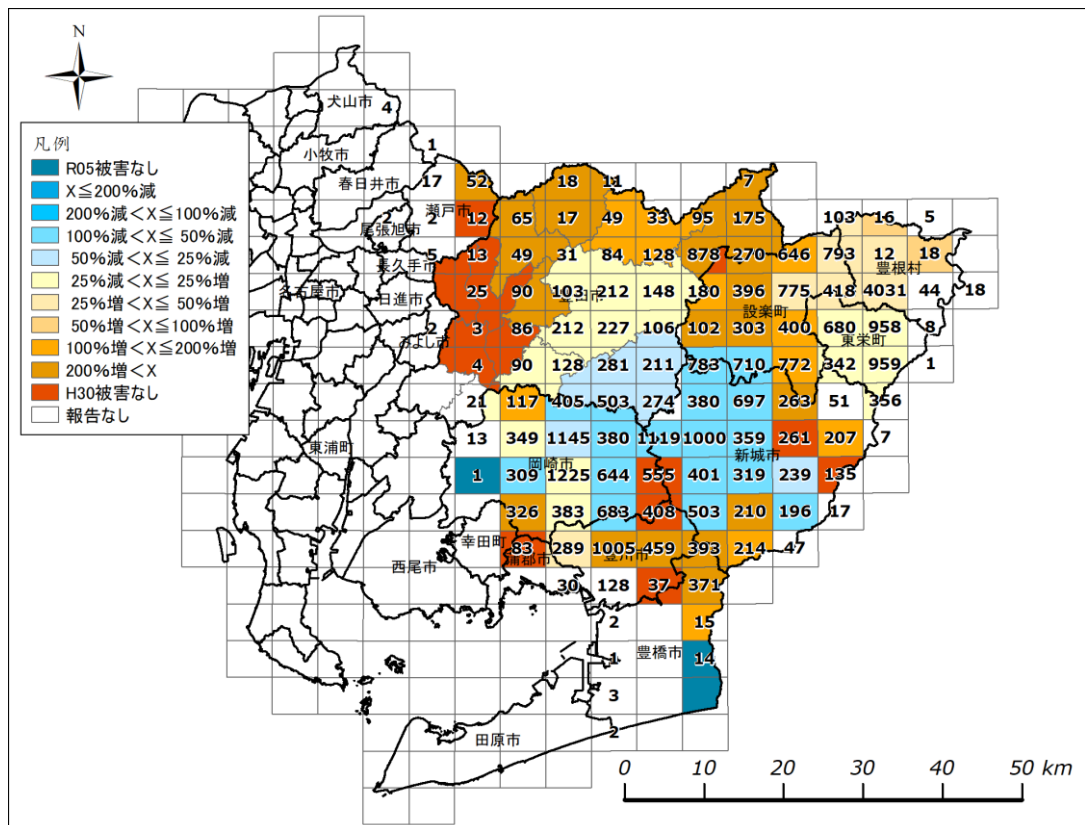 N
犬山市 4
凡例
R05被害なし
X≦200%減
200%減<X≦100%減
100%減<X≦ 50%減
50%減<X≦ 25%減
25%減<X≦ 25%増
25%増<X≦ 50%増
50%増<X≦100%増
100%増<X≦200%増
200%増<X
H30被害なし
報告なし
小牧市 1
春日井市 17 52 18 11 7
瀬戸市
尾張旭市 2 2 12 65 17 49 33 95 175 103 16 5
長久手市 5 13 49 31 84 128 878 270 646 793 12 18
豊根村
名古屋市 日進市 25 90 103 212 148 180 396 775 418 4031 44 18
豊田市 設楽町
みよし市 2 3 86 212 227 106 102 303 400 680 958 8
東栄町
4 90 128 281 211 783 710 772 342 959 1
21 117 405 503 274 380 697 263 51 356
東浦町 13 349 1145 380 1119 1000 359 261 207 7
岡崎市 新城市
1 309 1225 644 555 401 319 239 135
326 383 683 408 503 210 196 17
幸田町 83 289 1005 459 393 214 47
蒲郡市 豊川市
西尾市 30 128 37 371
2 15
1 豊橋市 14
3
田原市 2
0 10 20 30 40 50 km